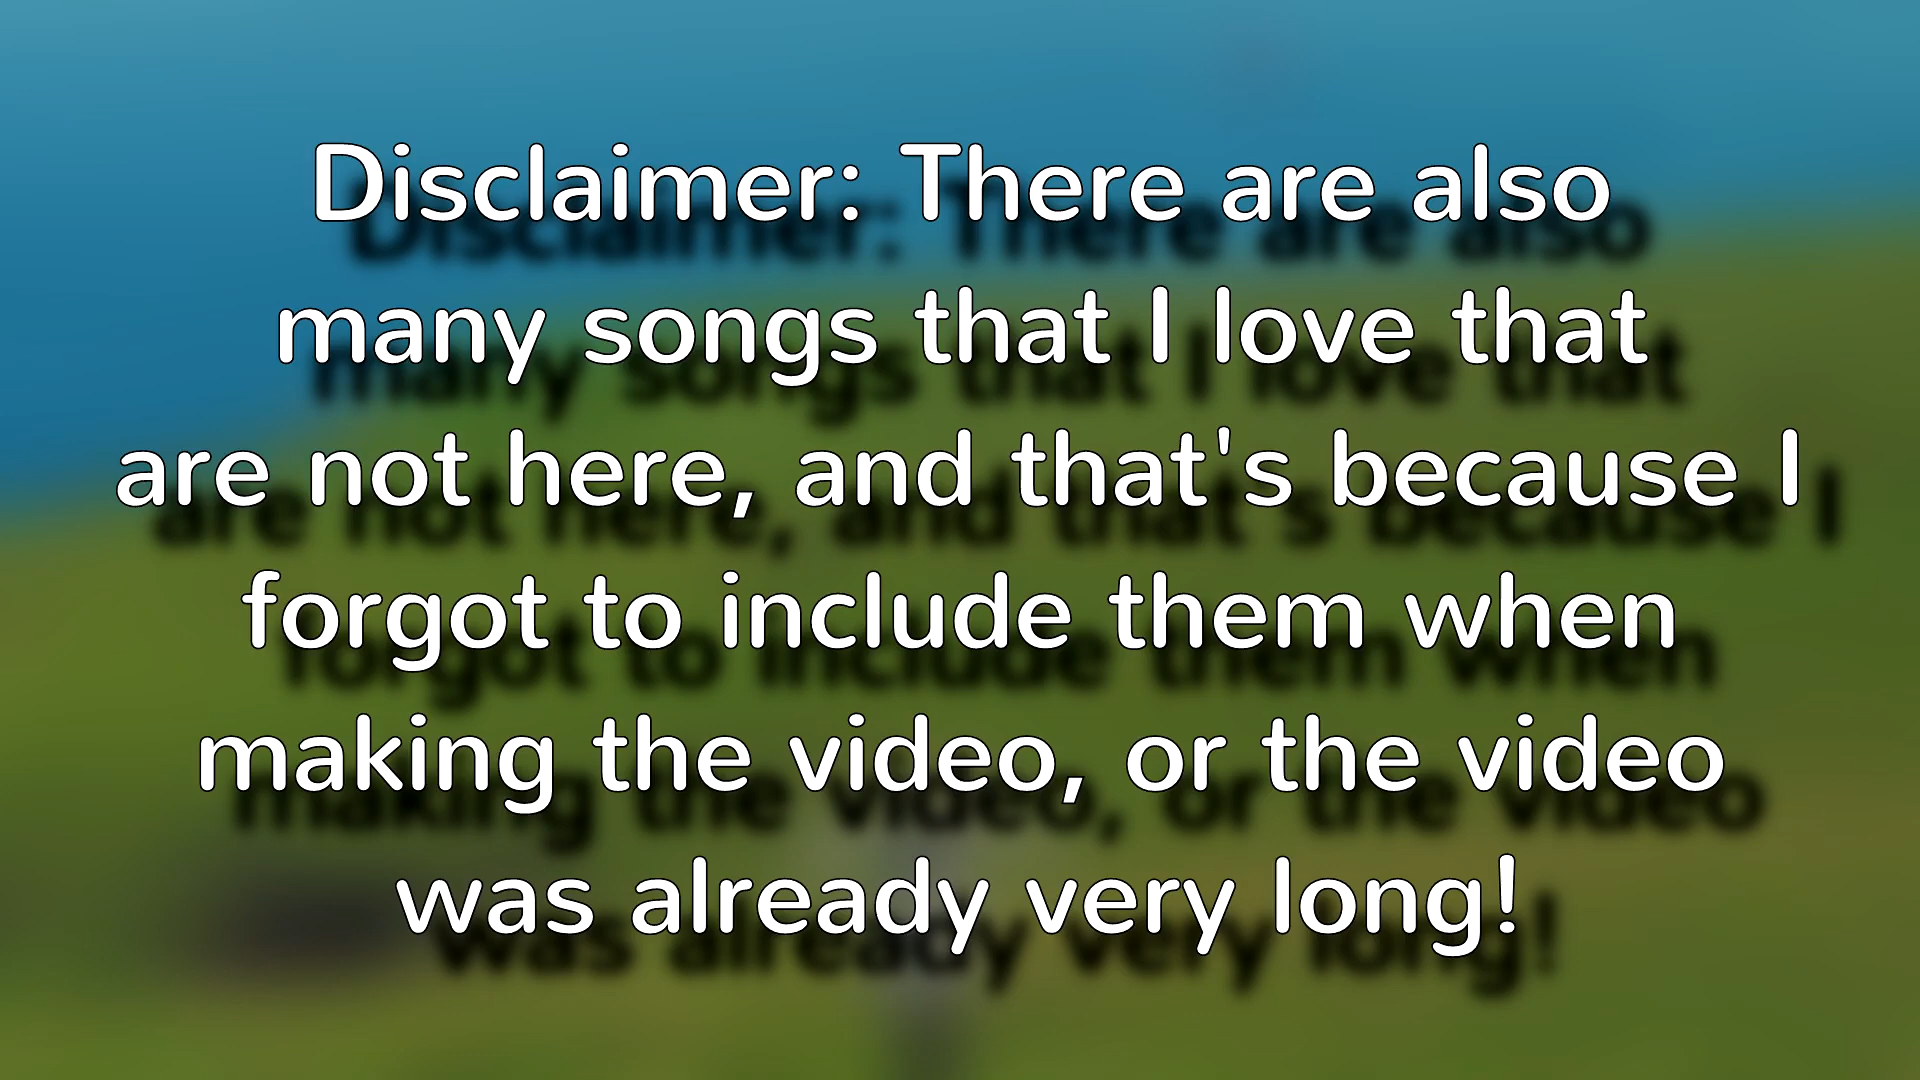 Disclaimer: There are also
many songs that I love that
are not here, and that's because I
forgot to include them when
making the video, or the video
was already very long!